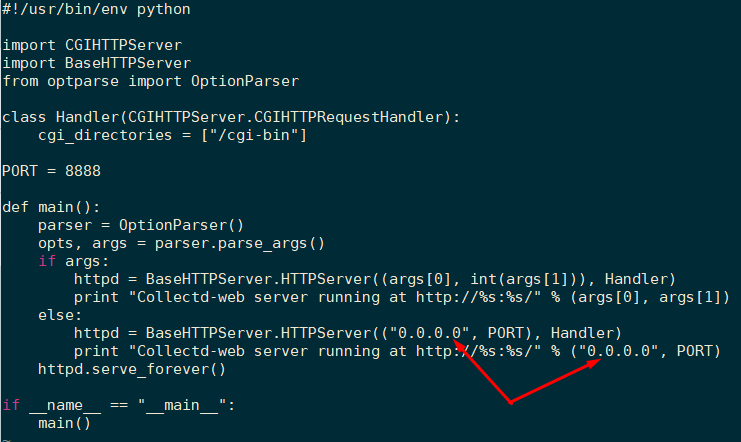 #!/usr/bin/env python

import CGIHTTPServer
import BaseHTTPServer
from optparse import OptionParser

class Handler(CGIHTTPServer.CGIHTTPRequestHandler):
    cgi_directories = ["/cgi-bin"]

PORT = 8888

def main():
    parser = OptionParser()
    opts, args = parser.parse_args()
    if args:
        httpd = BaseHTTPServer.HTTPServer((args[0], int(args[1])), Handler)
        print "Collectd-web server running at http://%s:%s/" % (args[0], args[1])
    else:
        httpd = BaseHTTPServer.HTTPServer(("0.0.0.0", PORT), Handler)
        print "Collectd-web server running at http://%s:%s/" % ("0.0.0.0", PORT)
    httpd.serve_forever()

if __name__ == "__main__":
    main()
~